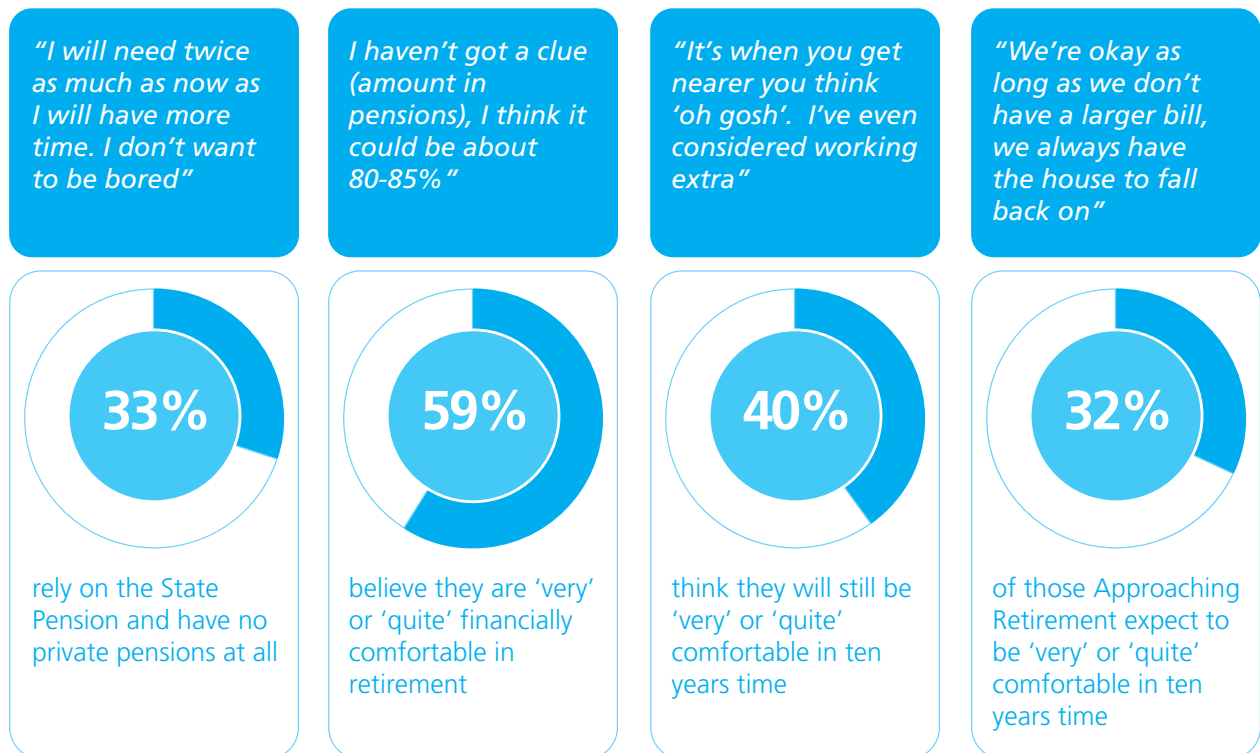 “I will need twice
as much as now as
I will have more
time. I don’t want
to be bored”
I haven’t got a clue
(amount in
pensions), I think it
could be about
80-85%”
“It’s when you get
nearer you think
‘oh gosh’.  I’ve even
considered working
extra”
“We’re okay as
long as we don’t
have a larger bill,
we always have
the house to fall
back on”
33%
rely on the State
Pension and have no
private pensions at all
59%
believe they are ‘very’
or ‘quite’ financially
comfortable in
retirement
40%
think they will still be
‘very’ or ‘quite’
comfortable in ten
years time
32%
of those Approaching
Retirement expect to
be ‘very’ or ‘quite’
comfortable in ten
years time